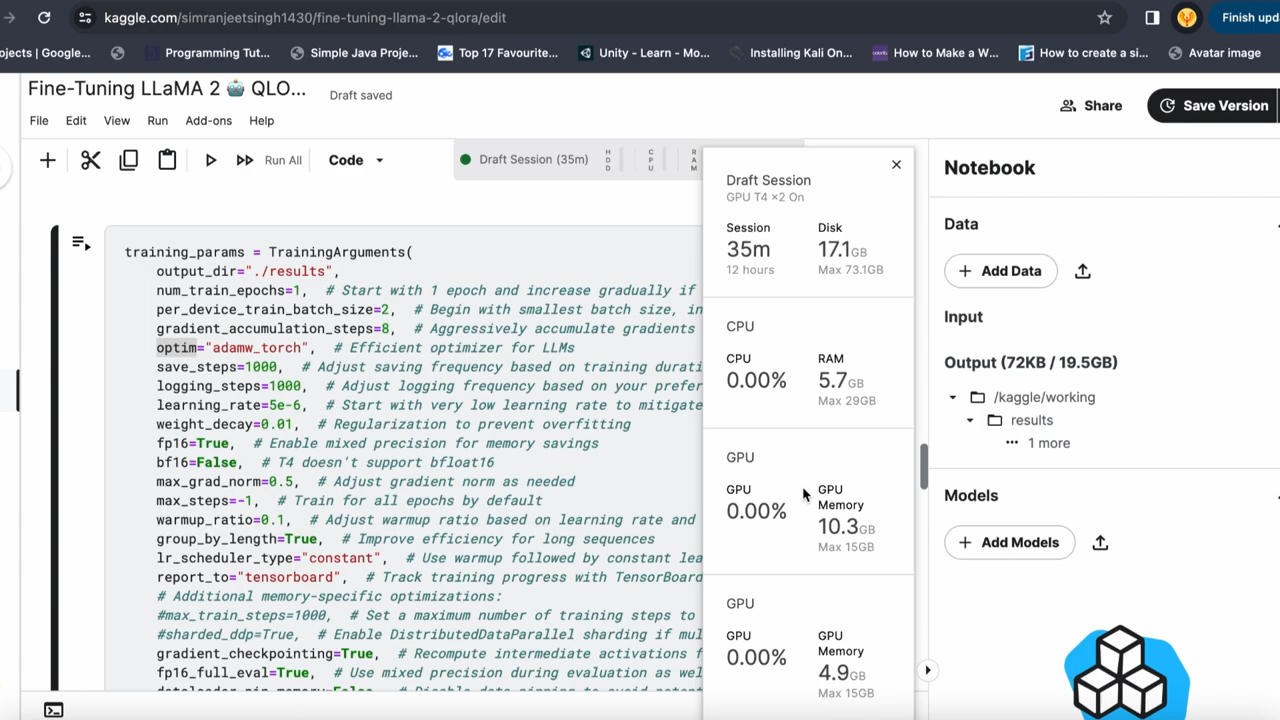 kaggle.com/simranjeetsingh1430/fine-tuning-llama-2-qlora/edit
Finish upd
ojects | Google...
Programming Tut...
Simple Java Proje...
Top 17 Favourite...
Unity - Learn - Mo...
Installing Kali On...
How to Make a W...
How to create a si...
Avatar image
Fine-Tuning LLaMA 2 🤖 QLO...
Draft saved
Share
Save Version
File Edit View Run Add-ons Help
Run All
Code
Draft Session (35m)
HDD
CPU
RAM
training_params = TrainingArguments(
output_dir="./results",
num_train_epochs=1, # Start with 1 epoch and increase gradually if
per_device_train_batch_size=2, # Begin with smallest batch size, in
gradient_accumulation_steps=8, # Aggressively accumulate gradients
optim="adamw_torch", # Efficient optimizer for LLMs
save_steps=1000, # Adjust saving frequency based on training durati
logging_steps=1000, # Adjust logging frequency based on your prefer
learning_rate=5e-6, # Start with very low learning rate to mitigate
weight_decay=0.01, # Regularization to prevent overfitting
fp16=True, # Enable mixed precision for memory savings
bf16=False, # T4 doesn't support bfloat16
max_grad_norm=0.5, # Adjust gradient norm as needed
max_steps=-1, # Train for all epochs by default
warmup_ratio=0.1, # Adjust warmup ratio based on learning rate and
group_by_length=True, # Improve efficiency for long sequences
lr_scheduler_type="constant", # Use warmup followed by constant lea
report_to="tensorboard", # Track training progress with TensorBoard
# Additional memory-specific optimizations:
#max_train_steps=1000, # Set a maximum number of training steps to
#sharded_ddp=True, # Enable DistributedDataParallel sharding if mul
gradient_checkpointing=True, # Recompute intermediate activations f
fp16_full_eval=True, # Use mixed precision during evaluation as wel
Draft Session
GPU T4 ×2 On
Session Disk
35m 17.1GB
12 hours Max 73.1GB
CPU
CPU RAM
0.00% 5.7GB
Max 29GB
GPU
GPU GPU Memory
0.00% 10.3GB
Max 15GB
GPU
GPU GPU Memory
0.00% 4.9GB
Max 15GB
Notebook
Data
Add Data
Input
Output (72KB / 19.5GB)
/kaggle/working
results
1 more
Models
Add Models